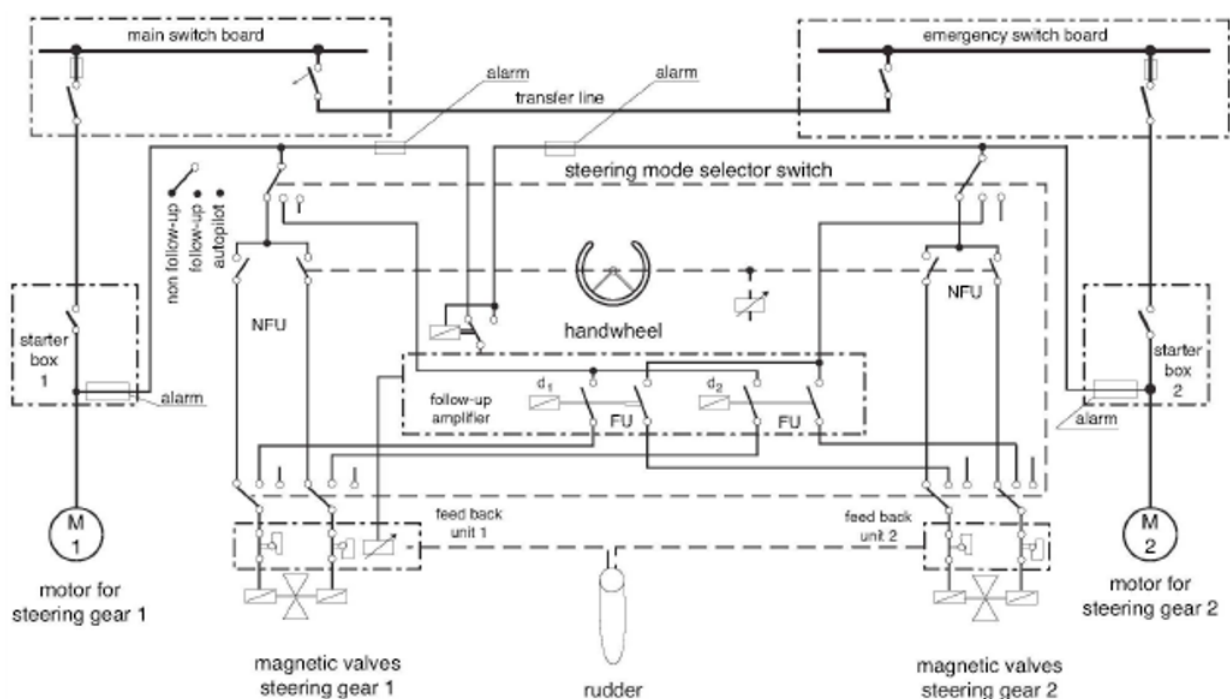 main switch board
emergency switch board
alarm
alarm
transfer line
steering mode selector switch
non follow-up
follow-up
autopilot
NFU
NFU
handwheel
starter
box
1
starter
box
2
alarm
alarm
d1
d2
follow-up
amplifier
FU
FU
M
1
M
2
feed back
unit 1
feed back
unit 2
motor for
steering gear 1
motor for
steering gear 2
magnetic valves
steering gear 1
rudder
magnetic valves
steering gear 2